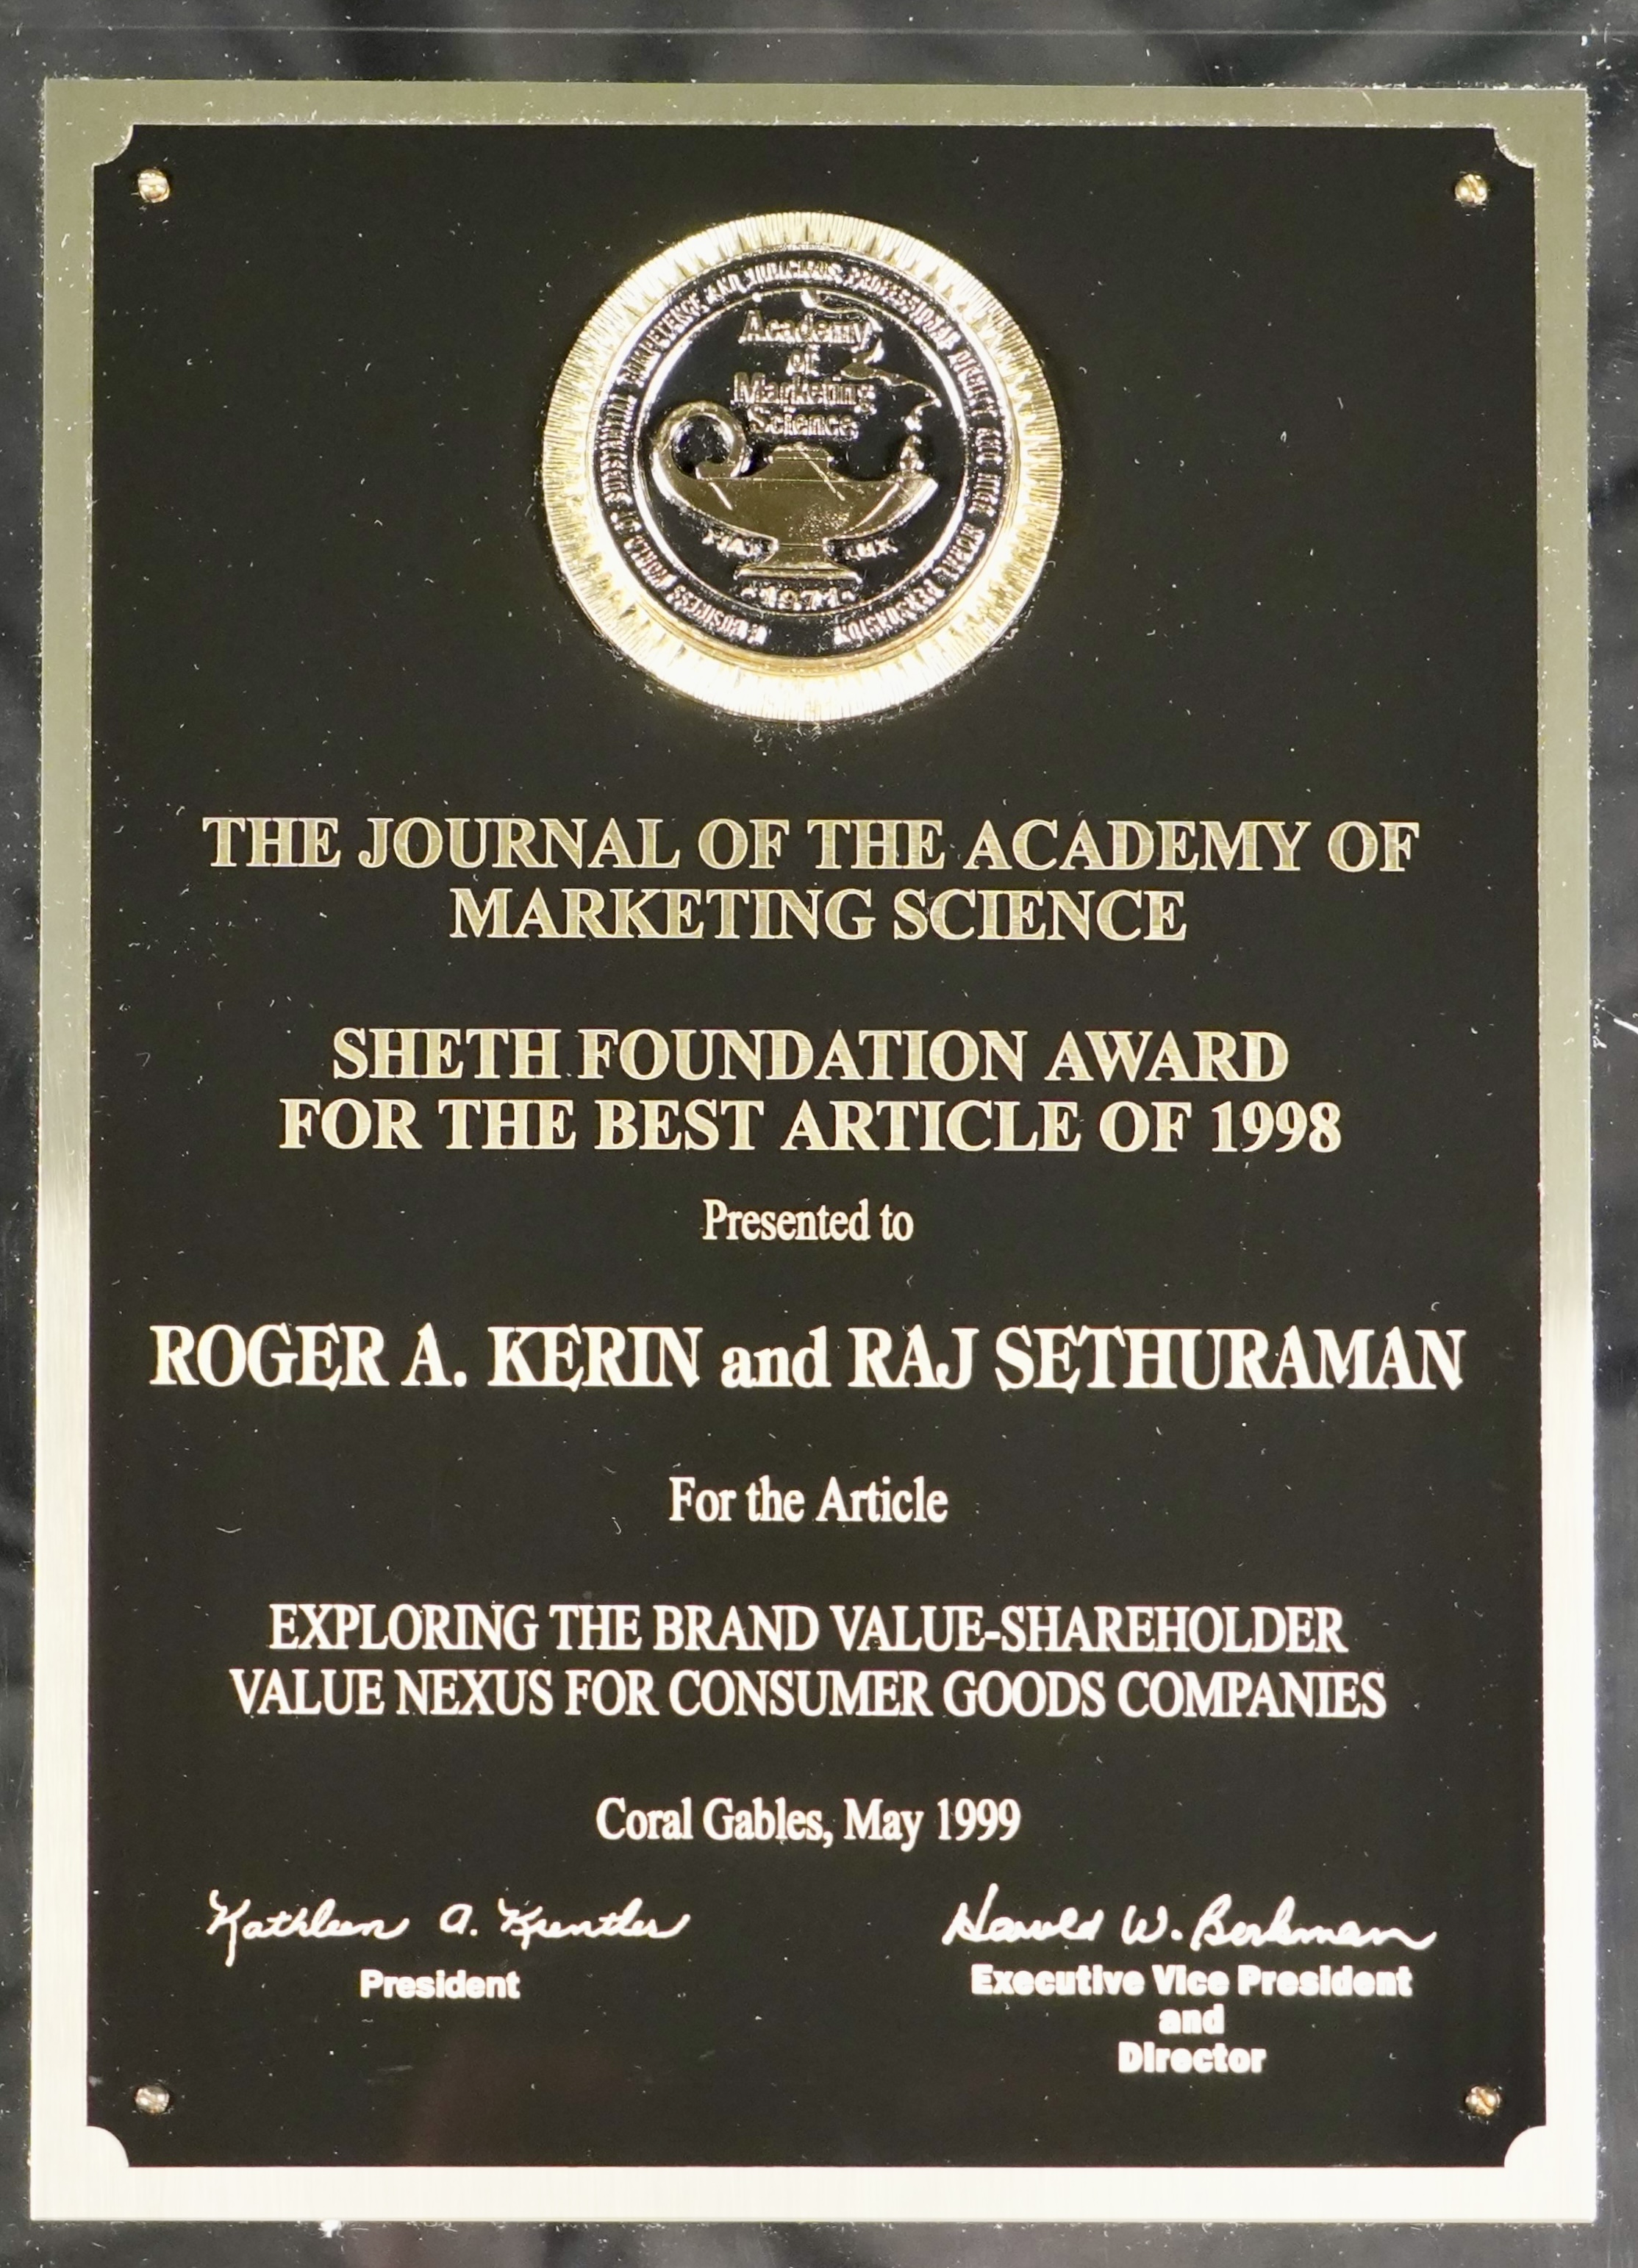 Academy
of
Marketing
Science
FIAT LUX
1971
THE JOURNAL OF THE ACADEMY OF
MARKETING SCIENCE
SHETH FOUNDATION AWARD
FOR THE BEST ARTICLE OF 1998
Presented to
ROGER A. KERIN and RAJ SETHURAMAN
For the Article
EXPLORING THE BRAND VALUE-SHAREHOLDER
VALUE NEXUS FOR CONSUMER GOODS COMPANIES
Coral Gables, May 1999
Kathleen A. Krentler Harold W. Berkman
President Executive Vice President
and
Director